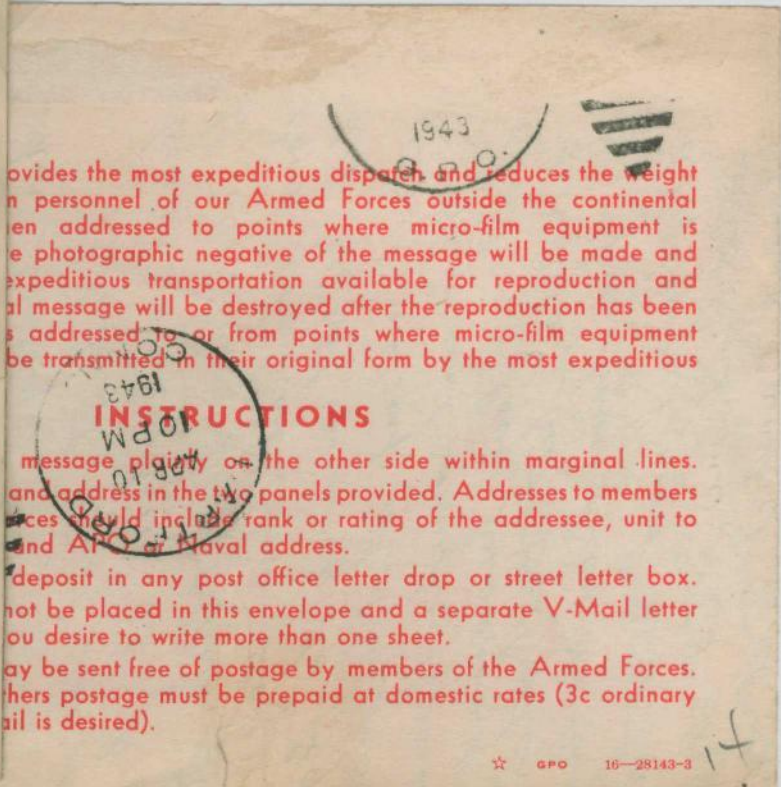 1943
G. P. O.
ovides the most expeditious dispatch and reduces the weight
n personnel of our Armed Forces outside the continental
en addressed to points where micro-film equipment is
e photographic negative of the message will be made and
expeditious transportation available for reproduction and
al message will be destroyed after the reproduction has been
s addressed to or from points where micro-film equipment
be transmitted in their original form by the most expeditious
CONN
1943
10 PM
APR 10
HARTFORD
INSTRUCTIONS
message plainly on the other side within marginal lines.
and address in the two panels provided. Addresses to members
ces should include rank or rating of the addressee, unit to
and APO or Naval address.
deposit in any post office letter drop or street letter box.
not be placed in this envelope and a separate V-Mail letter
ou desire to write more than one sheet.
ay be sent free of postage by members of the Armed Forces.
hers postage must be prepaid at domestic rates (3c ordinary
ail is desired).
☆ GPO 16—28143-3
14